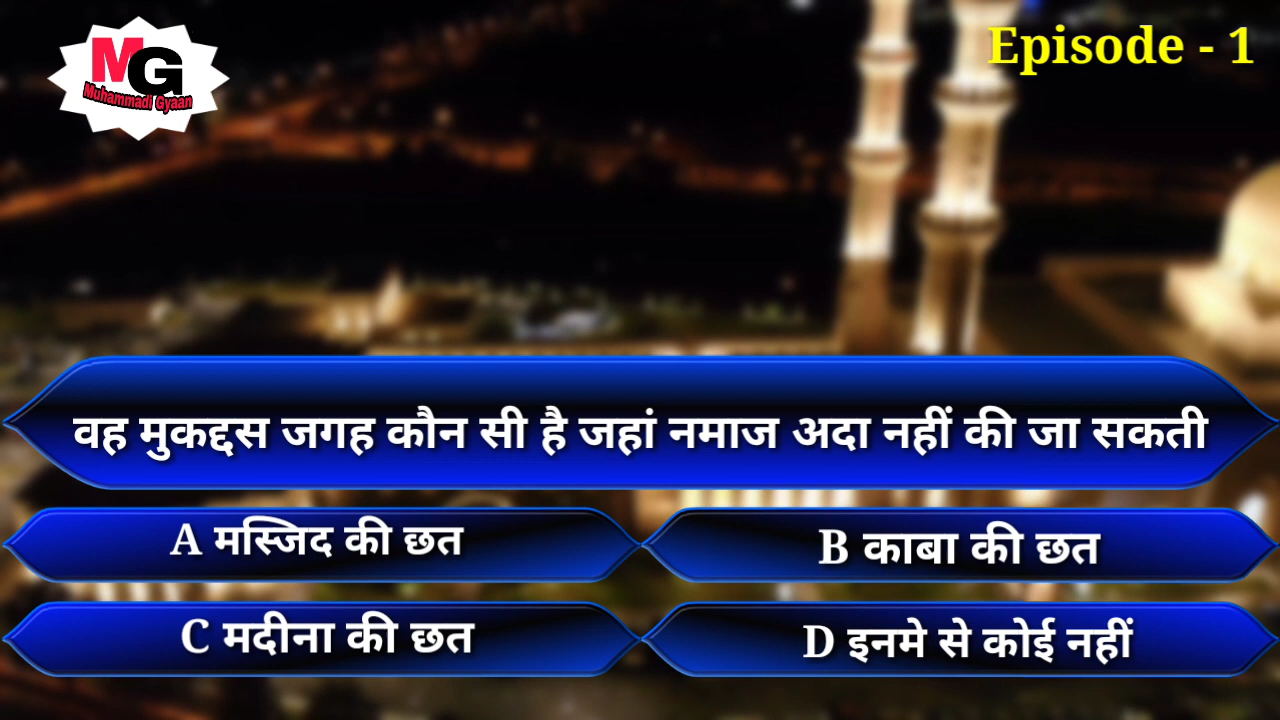 MG
Muhammadi Gyaan
Episode - 1
वह मुकद्दस जगह कौन सी है जहां नमाज अदा नहीं की जा सकती
A मस्जिद की छत
B काबा की छत
C मदीना की छत
D इनमे से कोई नहीं